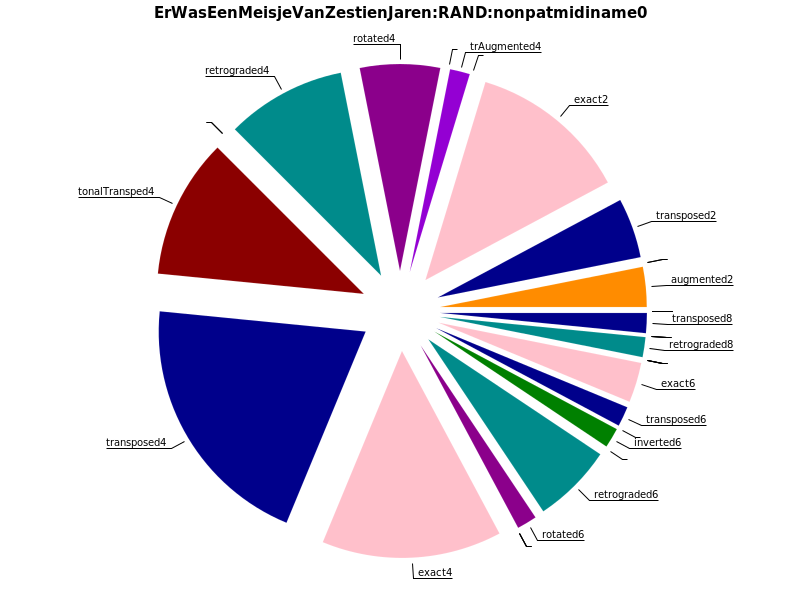 ErWasEenMeisjeVanZestienJaren:RAND:nonpatmidiname0
rotated4
trAugmented4
retrograded4
exact2
tonalTransped4
transposed2
augmented2
transposed8
retrograded8
exact6
transposed6
inverted6
transposed4
retrograded6
rotated6
exact4